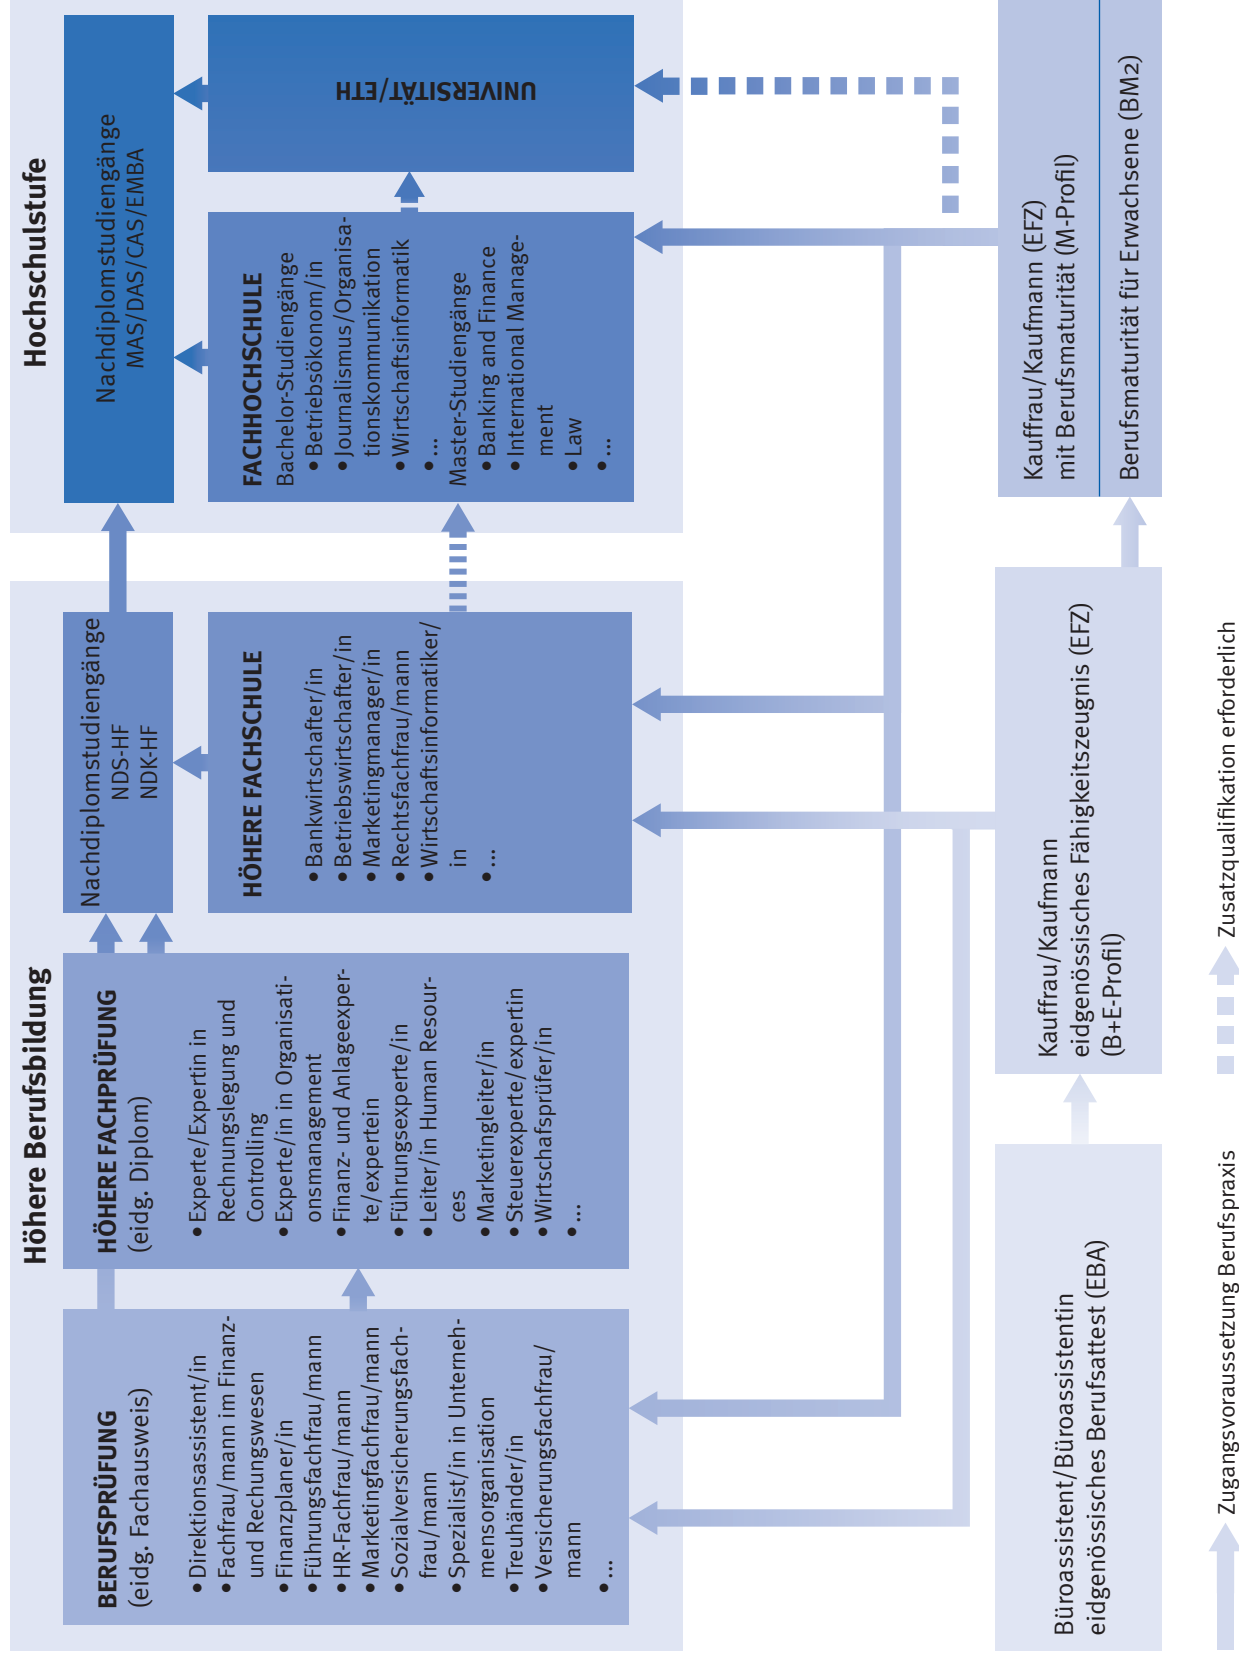 Höhere Berufsbildung
Hochschulstufe
BERUFSPRÜFUNG
(eidg. Fachausweis)
• Direktionsassistent/in
• Fachfrau/mann im Finanz-
und Rechungswesen
• Finanzplaner/in
• Führungsfachfrau/mann
• HR-Fachfrau/mann
• Marketingfachfrau/mann
• Sozialversicherungsfach-
frau/mann
• Spezialist/in in Unterneh-
mensorganisation
• Treuhänder/in
• Versicherungsfachfrau/
mann
• ...
HÖHERE FACHPRÜFUNG
(eidg. Diplom)
• Experte/Expertin in
Rechnungslegung und
Controlling
• Experte/in in Organisati-
onsmanagement
• Finanz- und Anlageexper-
te/expertein
• Führungsexperte/in
• Leiter/in Human Resour-
ces
• Marketingleiter/in
• Steuerexperte/expertin
• Wirtschafsprüfer/in
• ...
Nachdiplomstudiengänge
NDS-HF
NDK-HF
HÖHERE FACHSCHULE
• Bankwirtschafter/in
• Betriebswirtschafter/in
• Marketingmanager/in
• Rechtsfachfrau/mann
• Wirtschaftsinformatiker/
in
• ...
Nachdiplomstudiengänge
MAS/DAS/CAS/EMBA
FACHHOCHSCHULE
Bachelor-Studiengänge
• Betriebsökonom/in
• Journalismus/Organisa-
tionskommunikation
• Wirtschaftsinformatik
• ...
Master-Studiengänge
• Banking and Finance
• International Manage-
ment
• Law
• ...
UNIVERSITÄT/ETH
Büroassistent/Büroassistentin
eidgenössisches Berufsattest (EBA)
Kauffrau/Kaufmann
eidgenössisches Fähigkeitszeugnis (EFZ)
(B+E-Profil)
Kauffrau/Kaufmann (EFZ)
mit Berufsmaturität (M-Profil)
Berufsmaturität für Erwachsene (BM2)
Zugangsvoraussetzung Berufspraxis
Zusatzqualifikation erforderlich